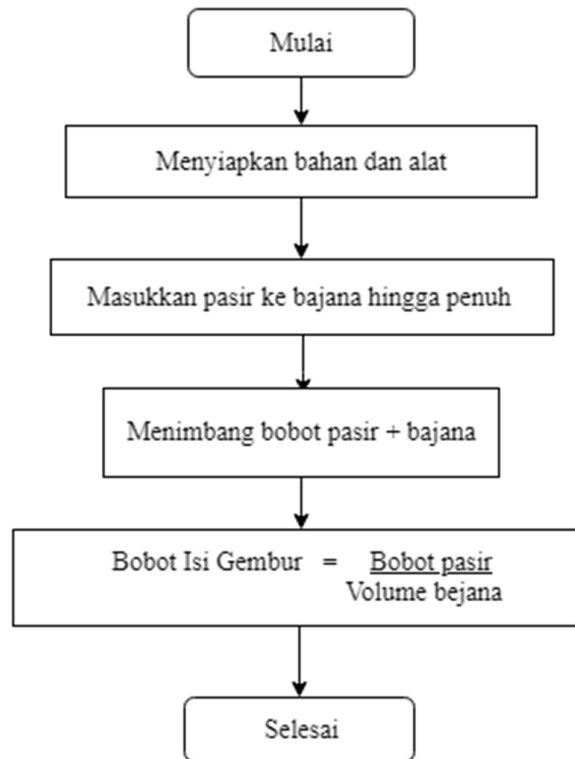 Mulai
Menyiapkan bahan dan alat
Masukkan pasir ke bajana hingga penuh
Menimbang bobot pasir + bajana
Bobot Isi Gembur = Bobot pasir
Volume bejana
Selesai